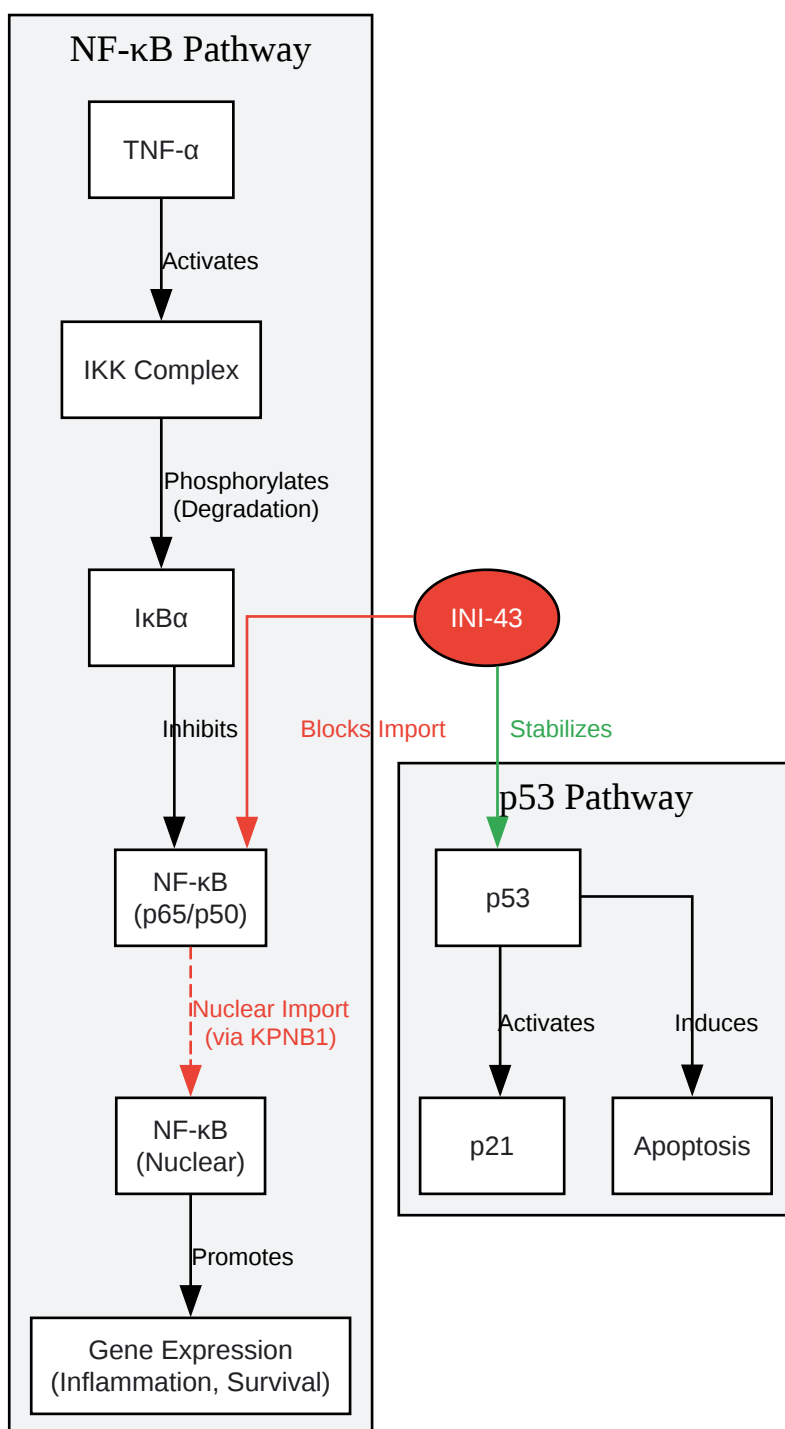 NF-κB Pathway
TNF-α
Activates
IKK Complex
Phosphorylates
(Degradation)
IκBα
INI-43
Inhibits
Blocks Import
Stabilizes
p53 Pathway
NF-κB
(p65/p50)
p53
Nuclear Import
(via KPNB1)
Activates
Induces
NF-κB
(Nuclear)
p21
Apoptosis
Promotes
Gene Expression
(Inflammation, Survival)